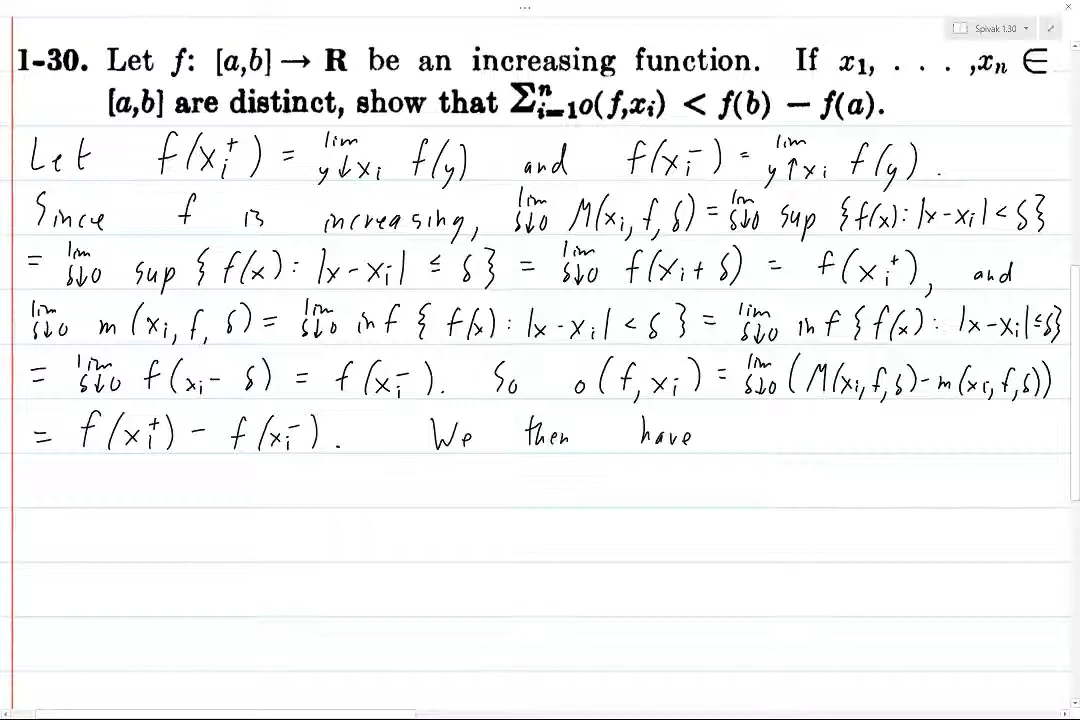 Spivak 1.30
1-30. Let f: [a,b] → R be an increasing function. If x₁, . . . ,xₙ ∈
[a,b] are distinct, show that Σⁿᵢ₌₁o(f,xᵢ) < f(b) − f(a).
Let f(xᵢ⁺) = lim y↓xᵢ f(y) and f(xᵢ⁻) = lim y↑xᵢ f(y).
Since f is increasing, lim δ↓0 M(xᵢ, f, δ) = lim δ↓0 sup {f(x): |x-xᵢ| < δ}
= lim δ↓0 sup {f(x): |x-xᵢ| ≤ δ} = lim δ↓0 f(xᵢ+δ) = f(xᵢ⁺), and
lim δ↓0 m(xᵢ, f, δ) = lim δ↓0 inf {f(x): |x-xᵢ| < δ} = lim δ↓0 inf {f(x): |x-xᵢ| ≤ δ}
= lim δ↓0 f(xᵢ-δ) = f(xᵢ⁻). So o(f, xᵢ) = lim δ↓0 (M(xᵢ,f,δ)-m(xᵢ,f,δ))
= f(xᵢ⁺) - f(xᵢ⁻). We then have